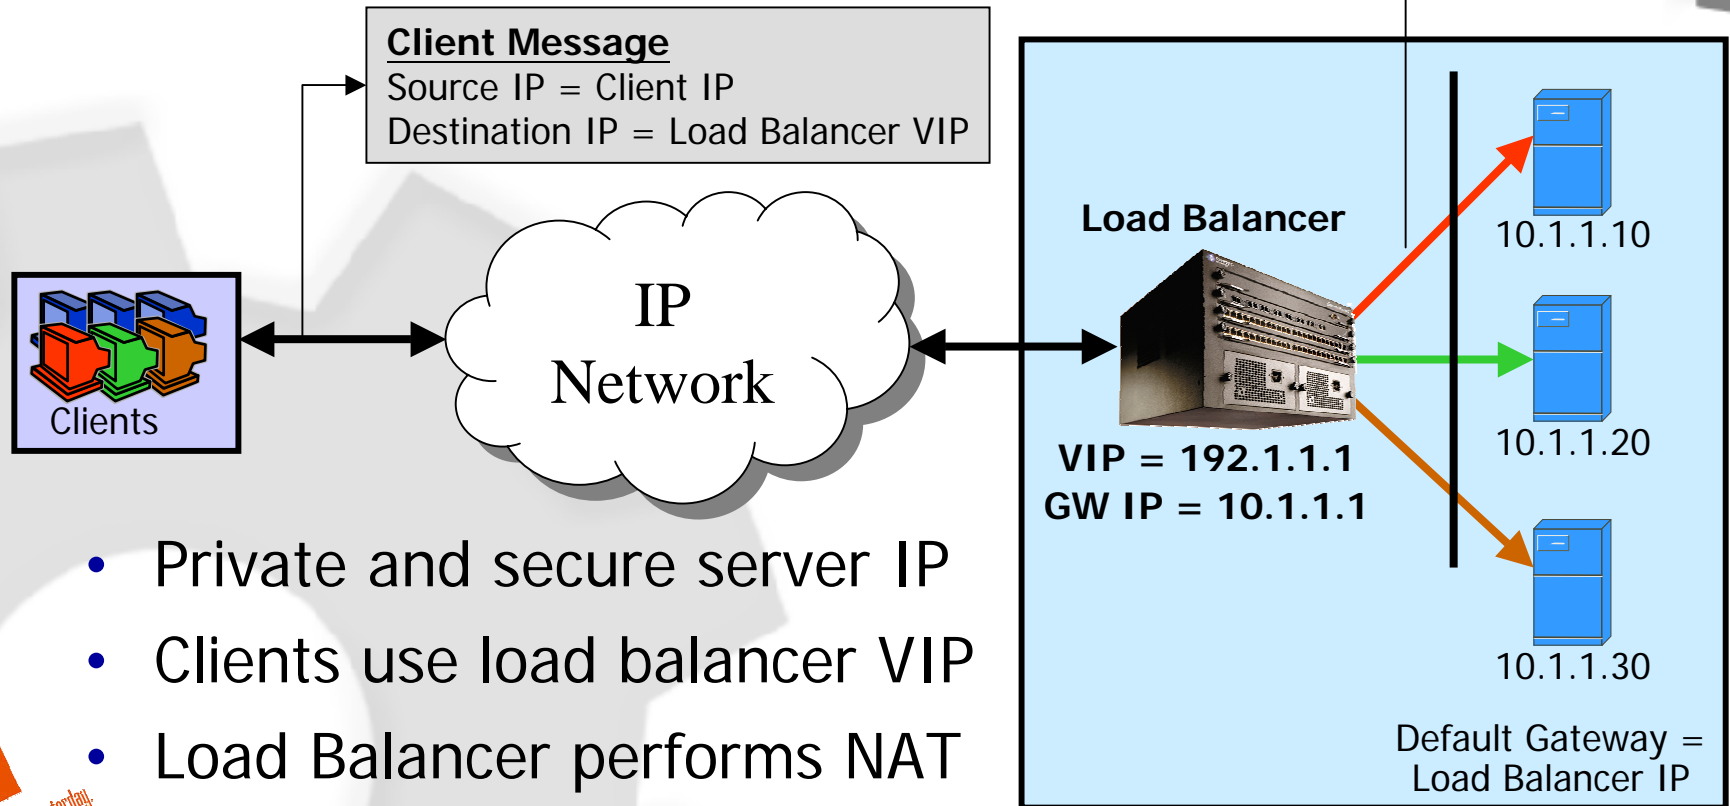 Client Message
Source IP = Client IP
Destination IP = Load Balancer VIP
Load Balancer
10.1.1.10
IP
Network
Clients
10.1.1.20
VIP = 192.1.1.1
GW IP = 10.1.1.1
• Private and secure server IP
• Clients use load balancer VIP
10.1.1.30
• Load Balancer performs NAT
Default Gateway =
Load Balancer IP